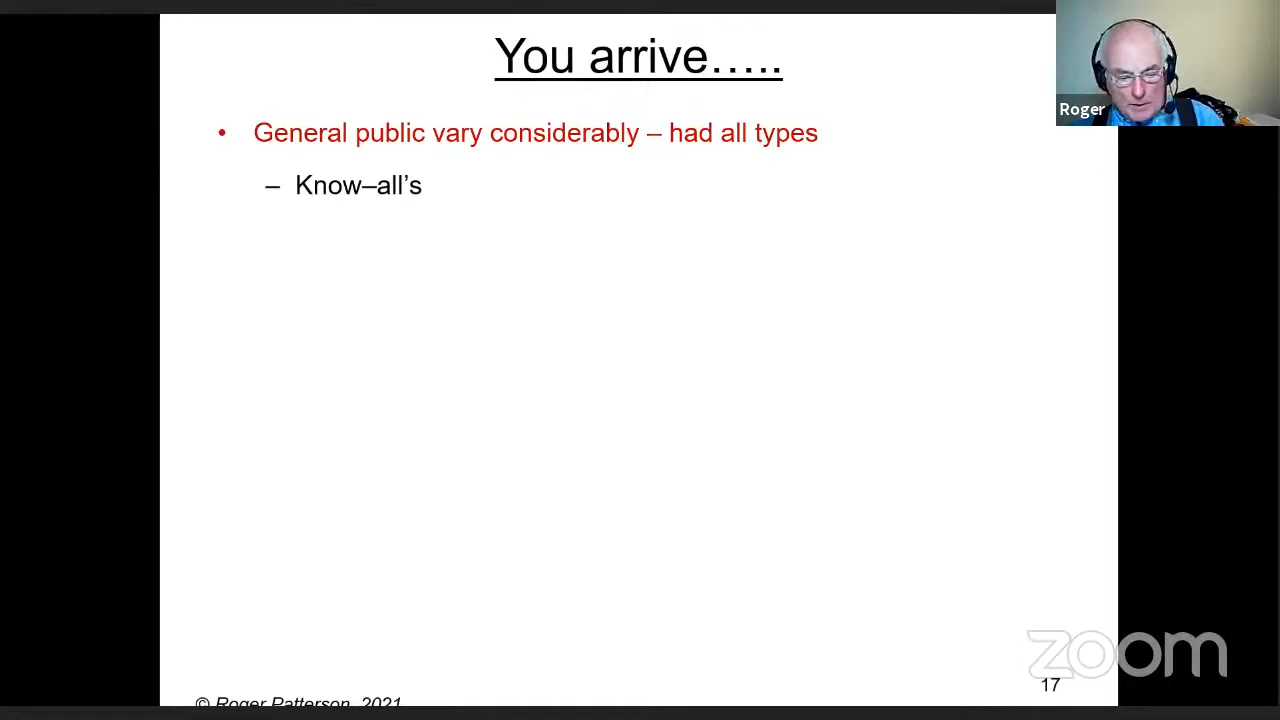 You arrive…..
• General public vary considerably – had all types
– Know–all’s
Roger
zoom
17
© Roger Patterson, 2021